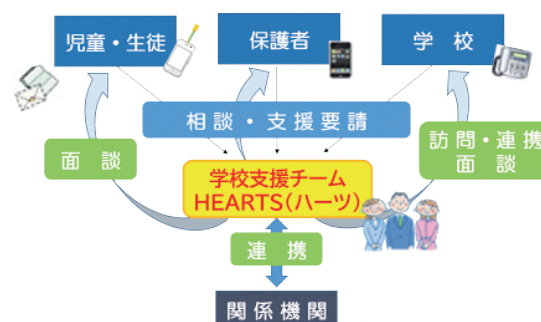 児童・生徒
保護者
学校
相談・支援要請
面談
訪問・連携
面談
学校支援チーム
HEARTS(ハーツ)
連携
関係機関